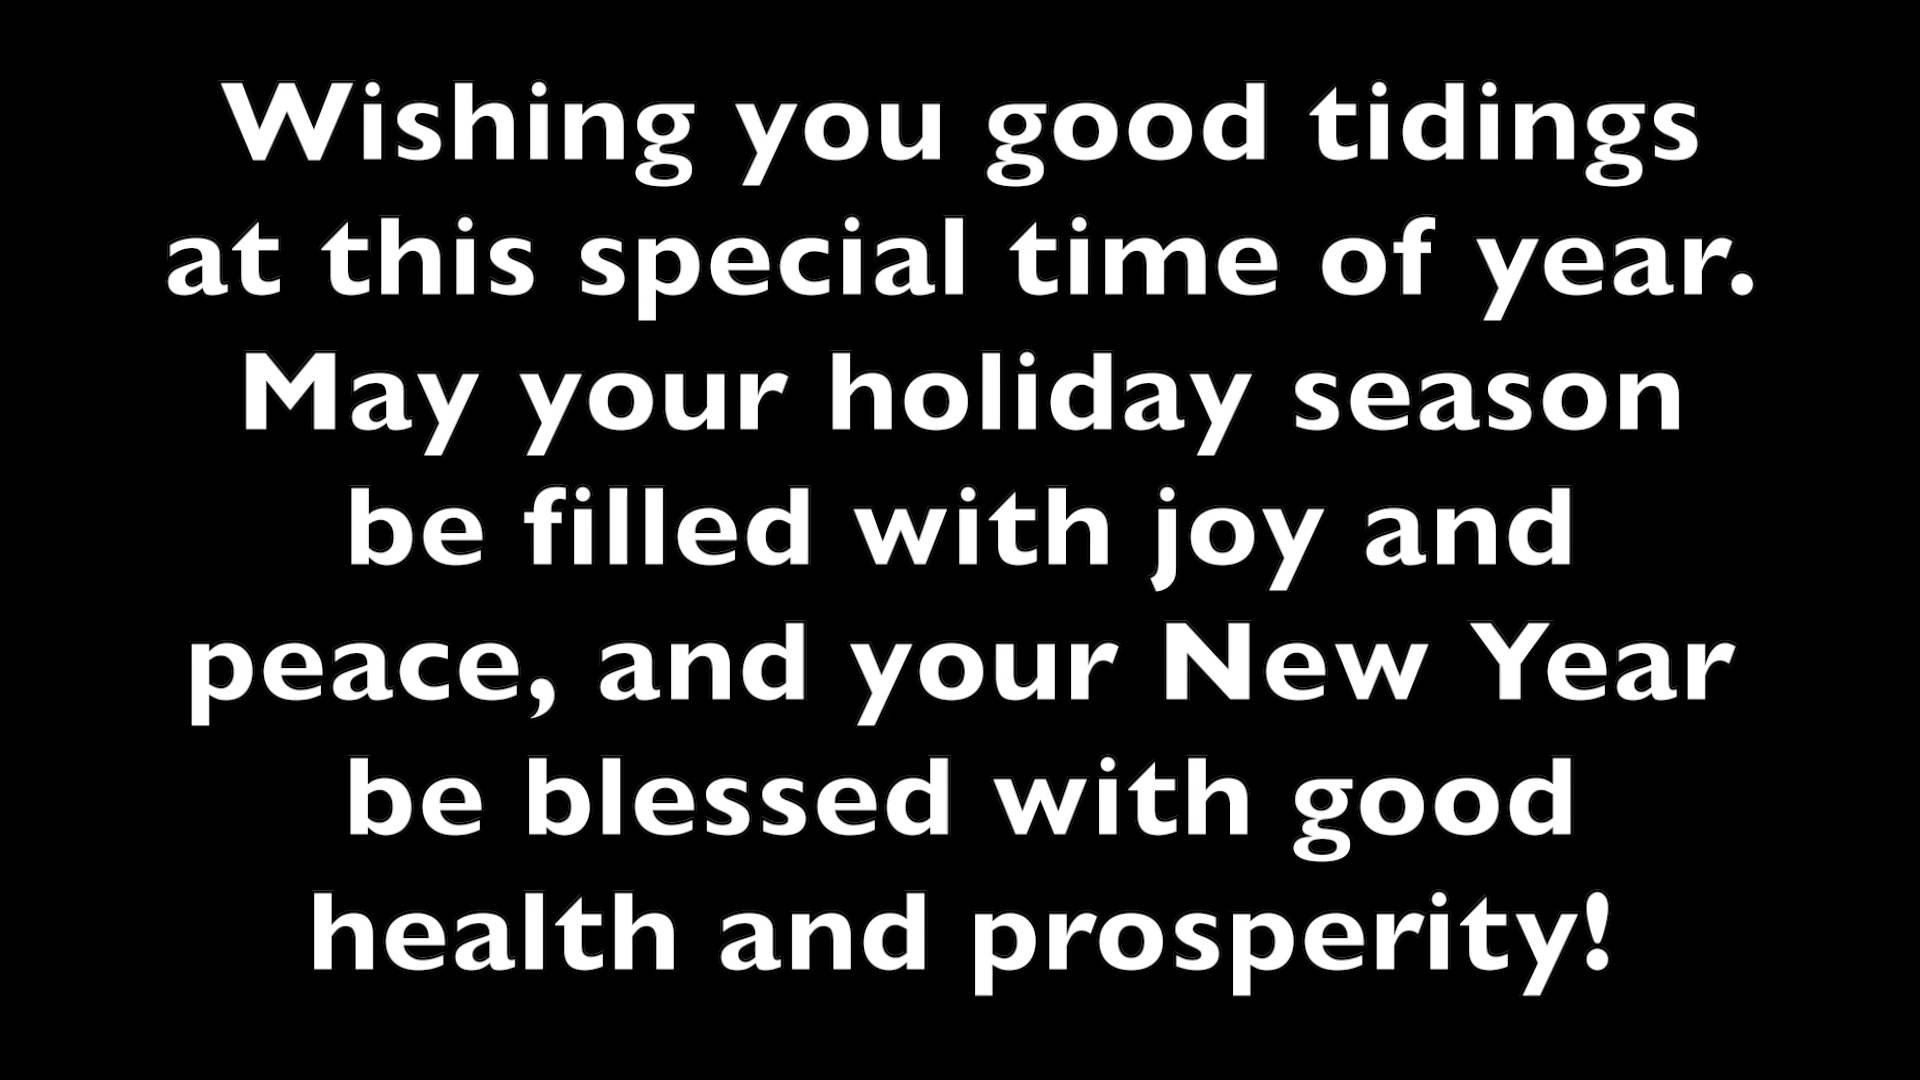 Wishing you good tidings
at this special time of year.
May your holiday season
be filled with joy and
peace, and your New Year
be blessed with good
health and prosperity!